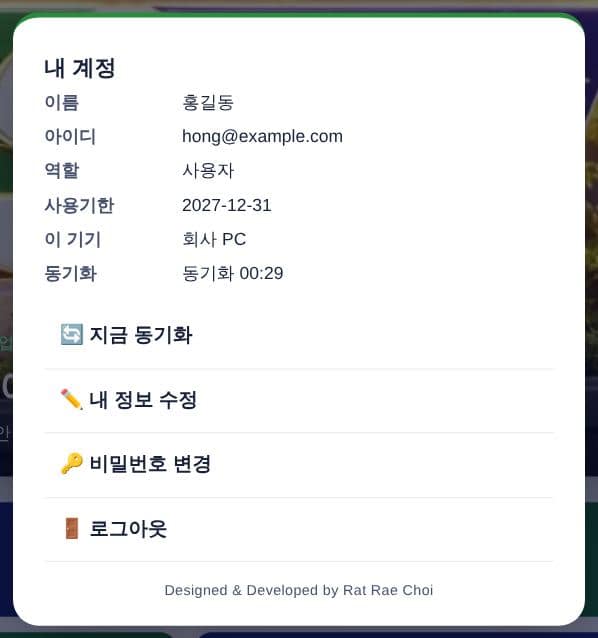 내 계정
이름 홍길동
아이디 hong@example.com
역할 사용자
사용기한 2027-12-31
이 기기 회사 PC
동기화 동기화 00:29
🔄 지금 동기화
✏️ 내 정보 수정
🔑 비밀번호 변경
🚪 로그아웃
Designed & Developed by Rat Rae Choi